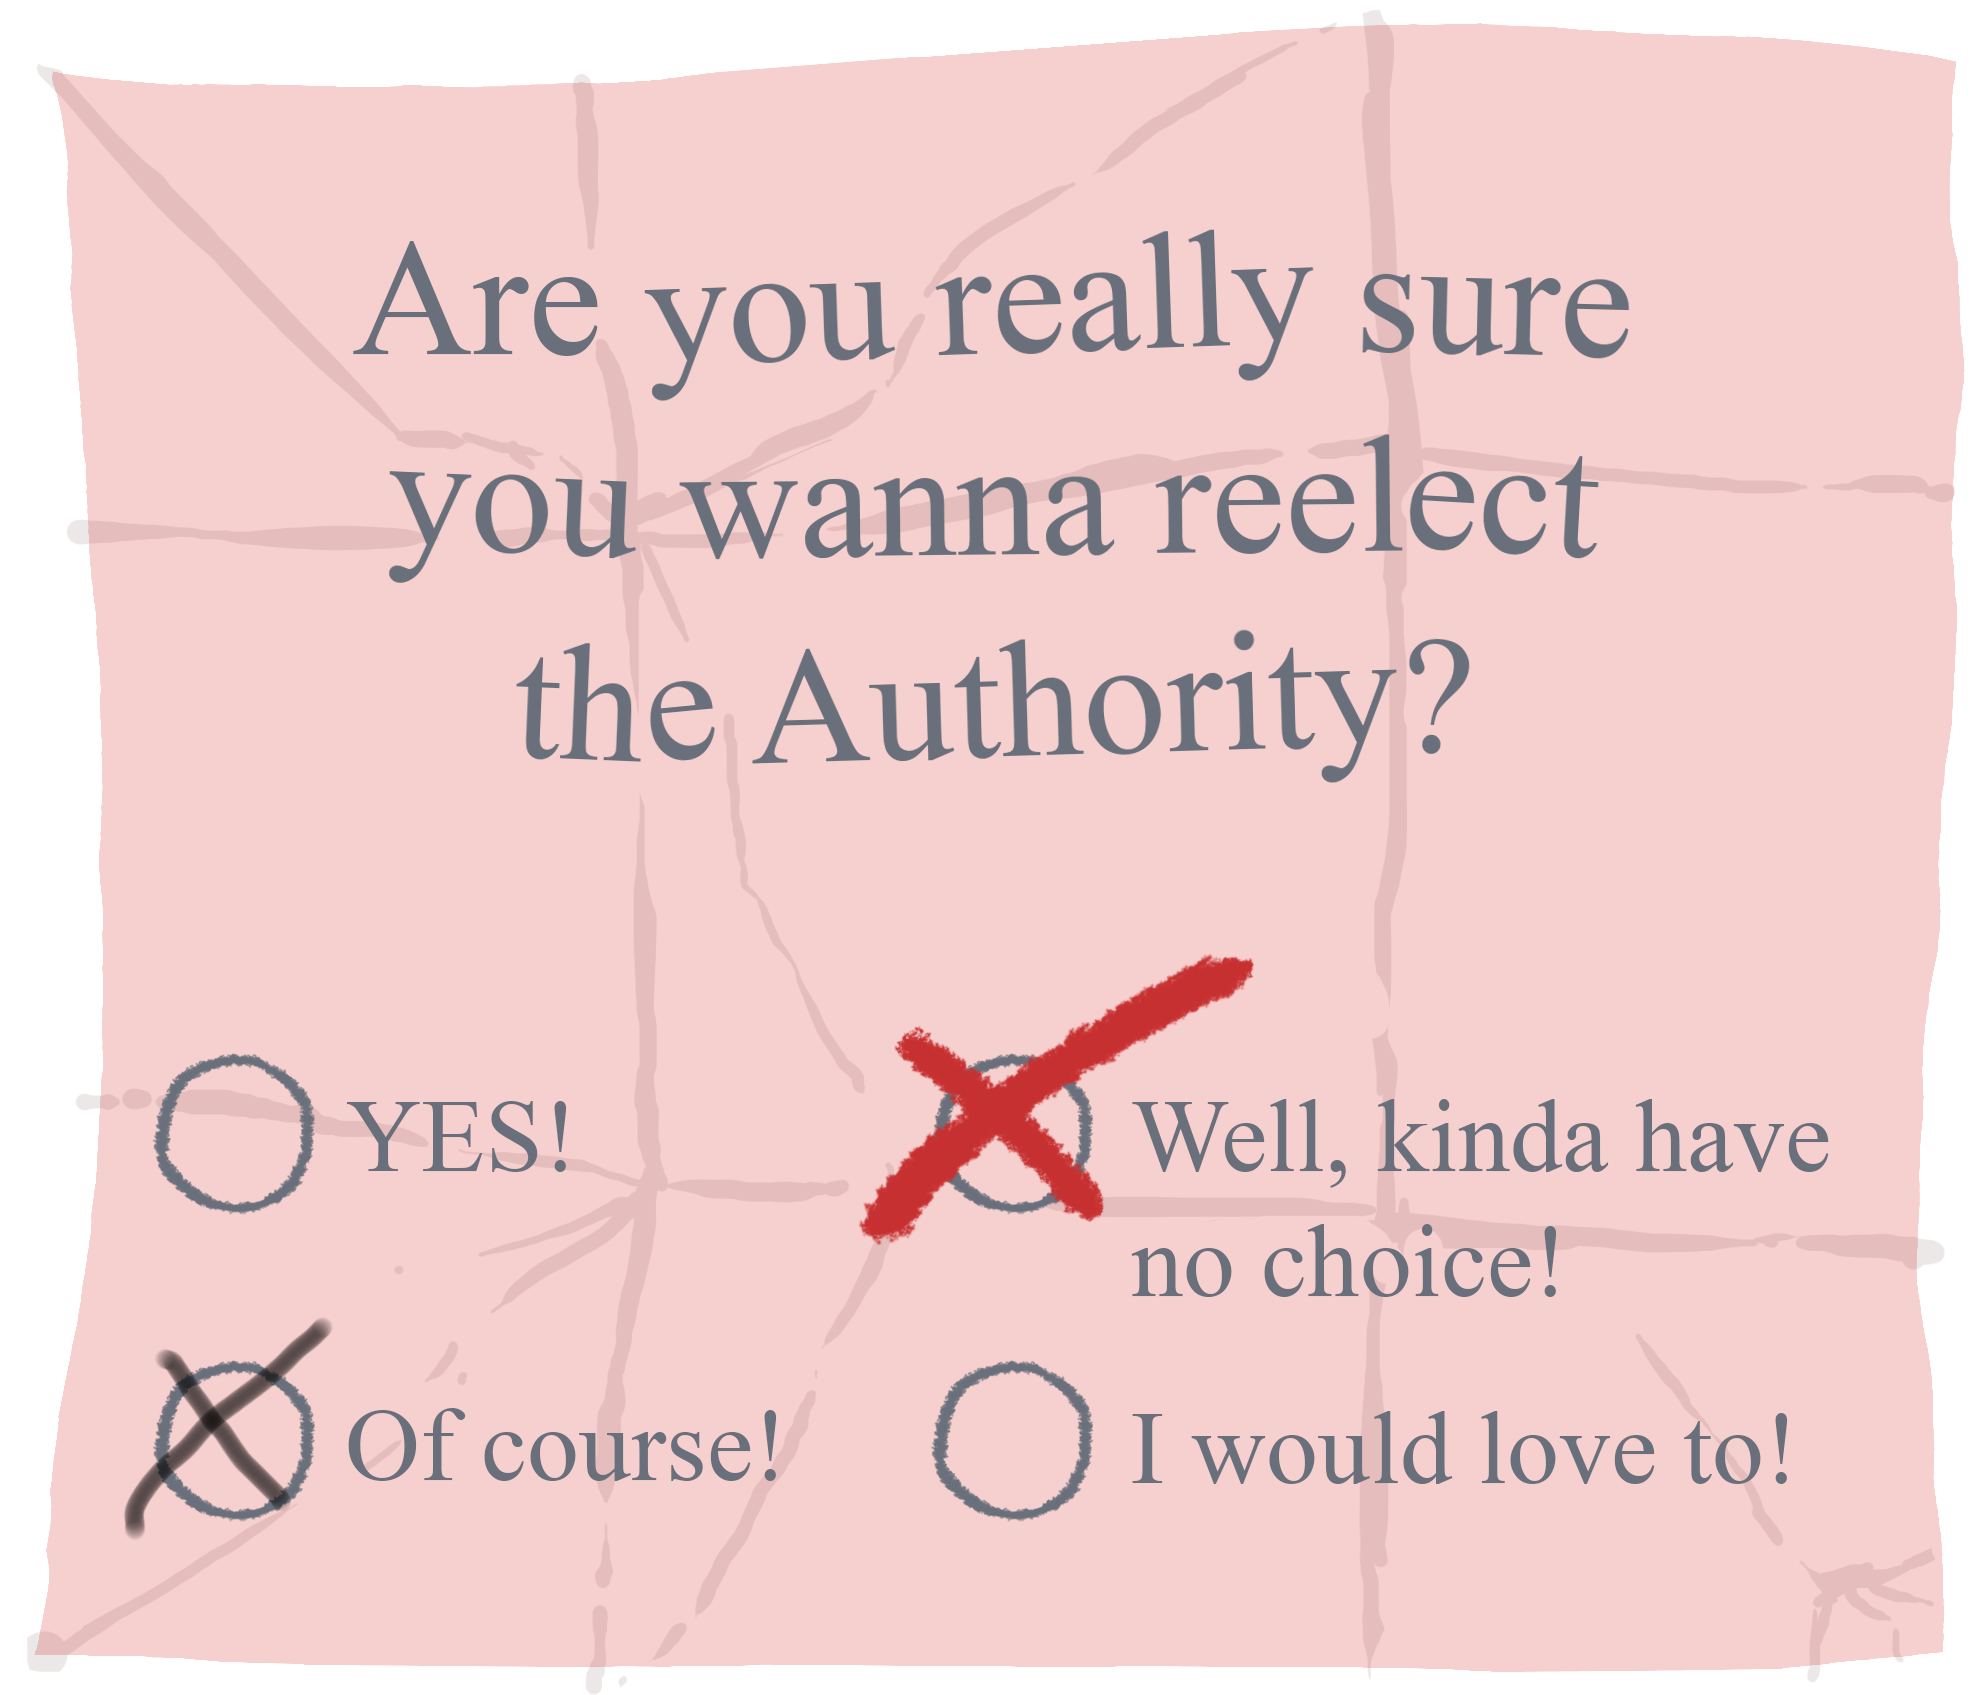 Are you really sure
you wanna reelect
the Authority?
YES!
Well, kinda have
no choice!
Of course!
I would love to!